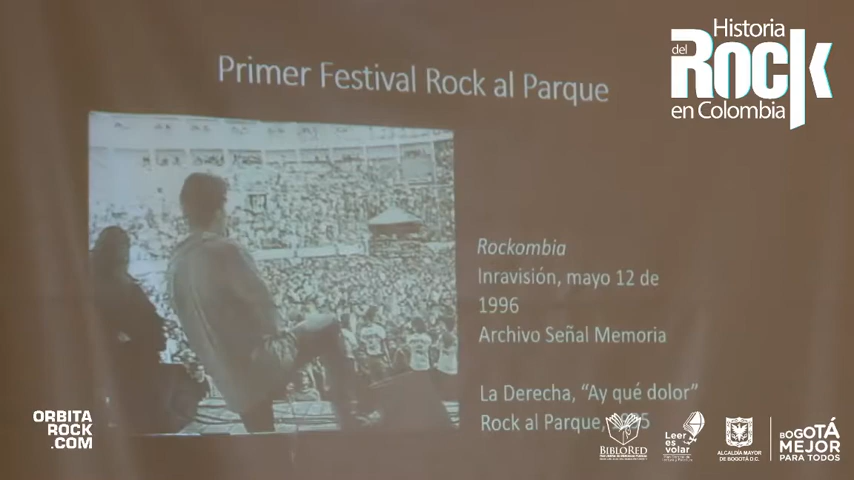 Historia
del
Rock
en Colombia
Primer Festival Rock al Parque
Rockombia
Inravisión, mayo 12 de
1996
Archivo Señal Memoria
La Derecha, “Ay qué dolor”
Rock al Parque,
ORBITA
ROCK
.COM
BIBLORED
Leer
es
volar
ALCALDÍA MAYOR
DE BOGOTÁ D.C.
BOGOTÁ
MEJOR
PARA TODOS